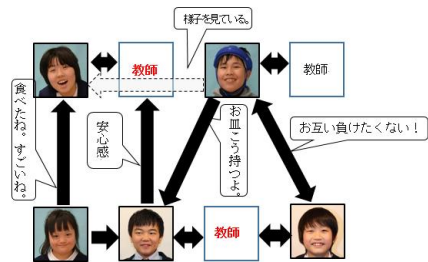 様子を見ている。
教師
教師
食べたね。すごいね。
安心感
お皿こう持つよ。
お互い負けたくない！
教師